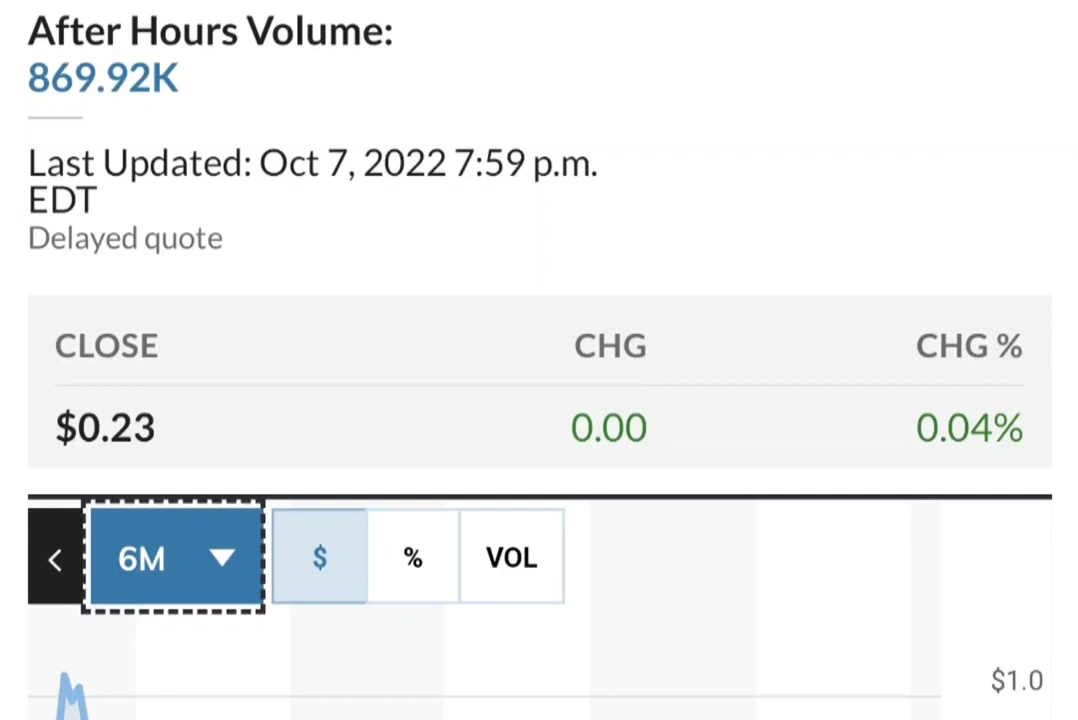 After Hours Volume:
869.92K
Last Updated: Oct 7, 2022 7:59 p.m.
EDT
Delayed quote
CLOSE CHG CHG %
$0.23 0.00 0.04%
6M $ % VOL
$1.0